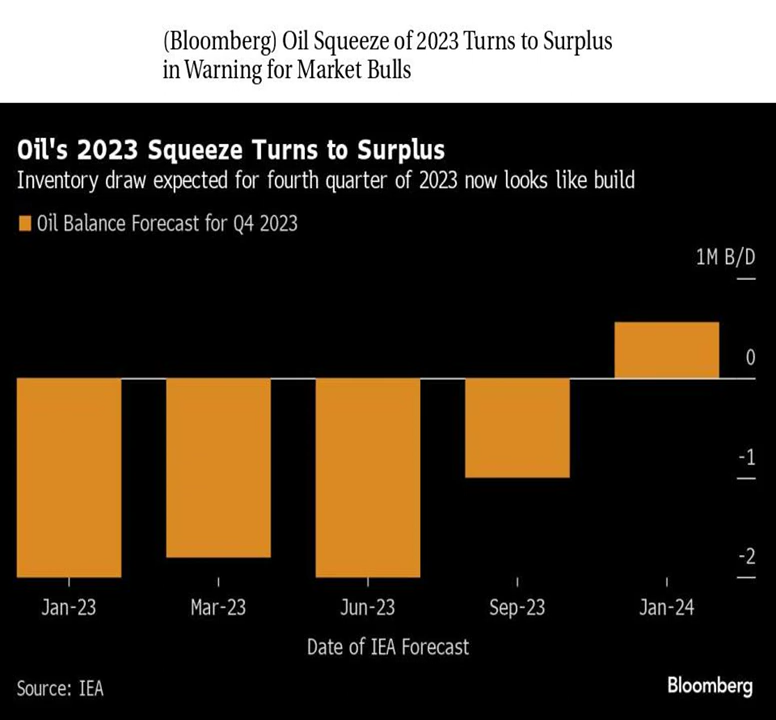 (Bloomberg) Oil Squeeze of 2023 Turns to Surplus
in Warning for Market Bulls
Oil's 2023 Squeeze Turns to Surplus
Inventory draw expected for fourth quarter of 2023 now looks like build
Oil Balance Forecast for Q4 2023
1M B/D
0
-1
-2
Jan-23 Mar-23 Jun-23 Sep-23 Jan-24
Date of IEA Forecast
Source: IEA
Bloomberg